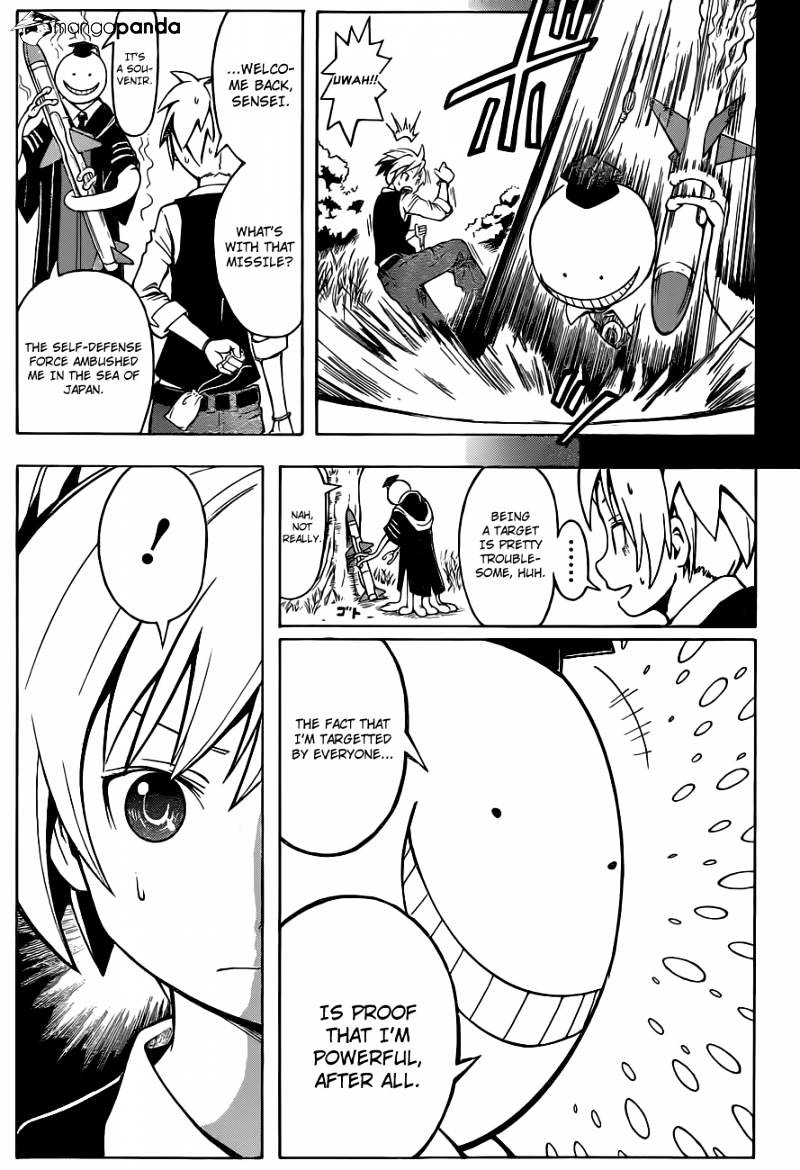 mangapanda
UWAH!!
...WELCO-
ME BACK,
SENSEI.
IT'S
A SOU-
VENIR.
WHAT'S
WITH THAT
MISSILE?
THE SELF-DEFENSE
FORCE AMBUSHED
ME IN THE SEA OF
JAPAN.
......
BEING
A TARGET
IS PRETTY
TROUBLE-
SOME, HUH.
NAH,
NOT
REALLY.
ゴト
THE FACT THAT
I'M TARGETTED
BY EVERYONE...
IS PROOF
THAT I'M
POWERFUL,
AFTER ALL.
!